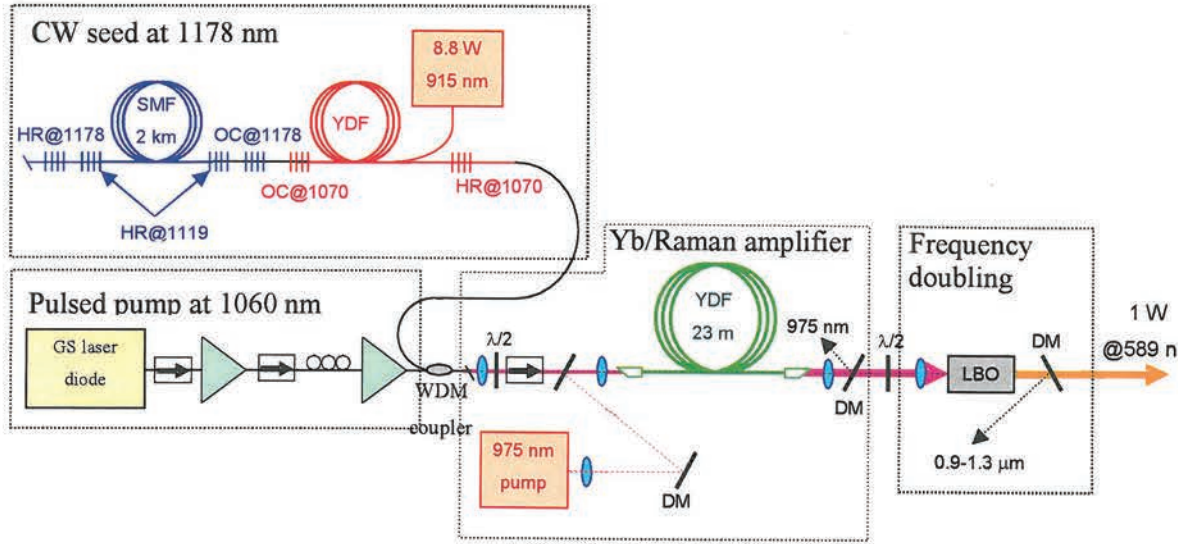 CW seed at 1178 nm
8.8 W
915 nm
SMF
2 km
YDF
HR@1178
OC@1178
OC@1070
HR@1070
HR@1119
Pulsed pump at 1060 nm
GS laser
diode
WDM
coupler
Yb/Raman amplifier
λ/2
YDF
23 m
975 nm
DM
975 nm
pump
DM
Frequency
doubling
λ/2
LBO
DM
0.9-1.3 μm
1 W
@589 n